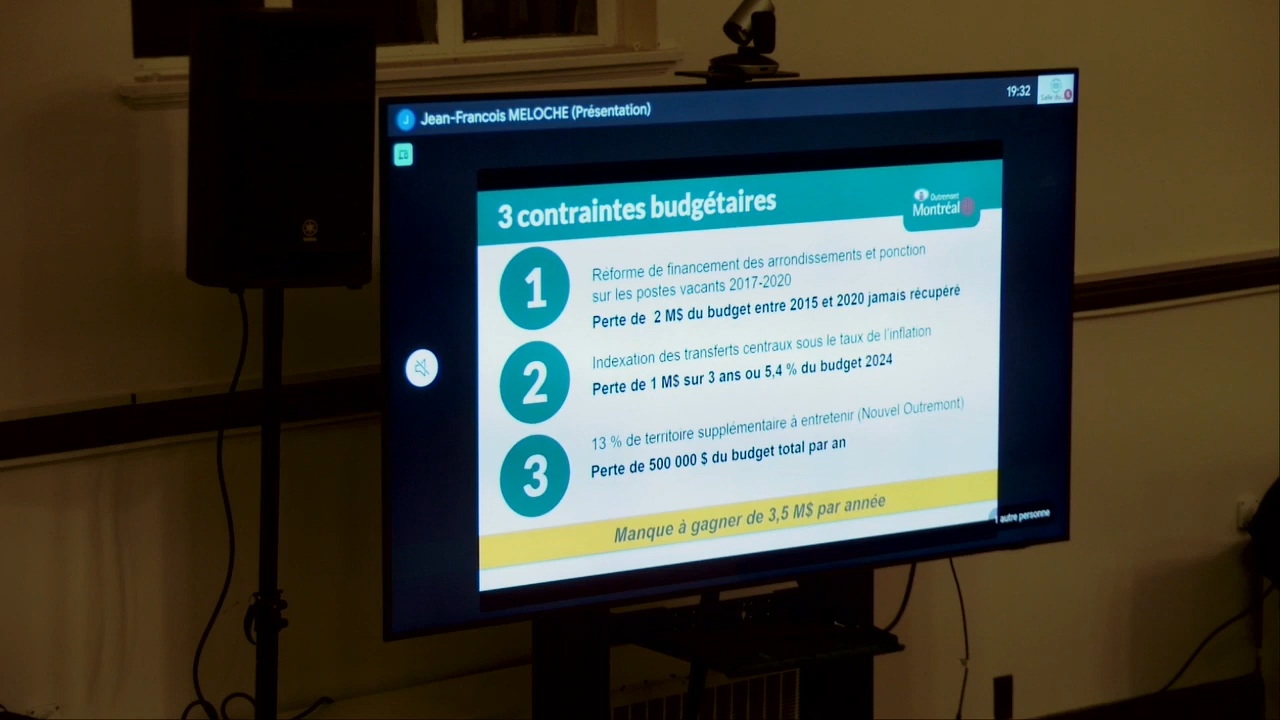 Jean-Francois MELOCHE (Présentation)
19:32
3 contraintes budgétaires
Outremont
Montréal
1
Réforme de financement des arrondissements et ponction
sur les postes vacants 2017-2020
Perte de 2 M$ du budget entre 2015 et 2020 jamais récupéré
2
Indexation des transferts centraux sous le taux de l'inflation
Perte de 1 M$ sur 3 ans ou 5,4 % du budget 2024
3
13 % de territoire supplémentaire à entretenir (Nouvel Outremont)
Perte de 500 000 $ du budget total par an
Manque à gagner de 3,5 M$ par année
autre personne